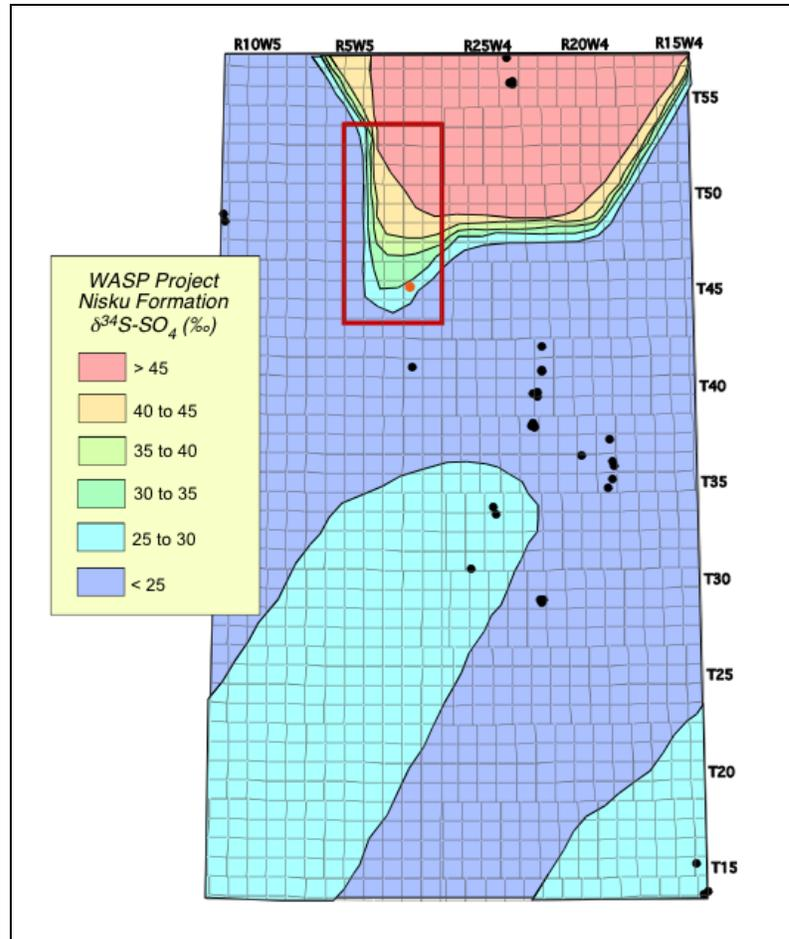 R10W5 R5W5 R25W4 R20W4 R15W4
T55
T50
T45
T40
T35
T30
T25
T20
T15
WASP Project
Nisku Formation
δ³⁴S-SO₄ (‰)
> 45
40 to 45
35 to 40
30 to 35
25 to 30
< 25